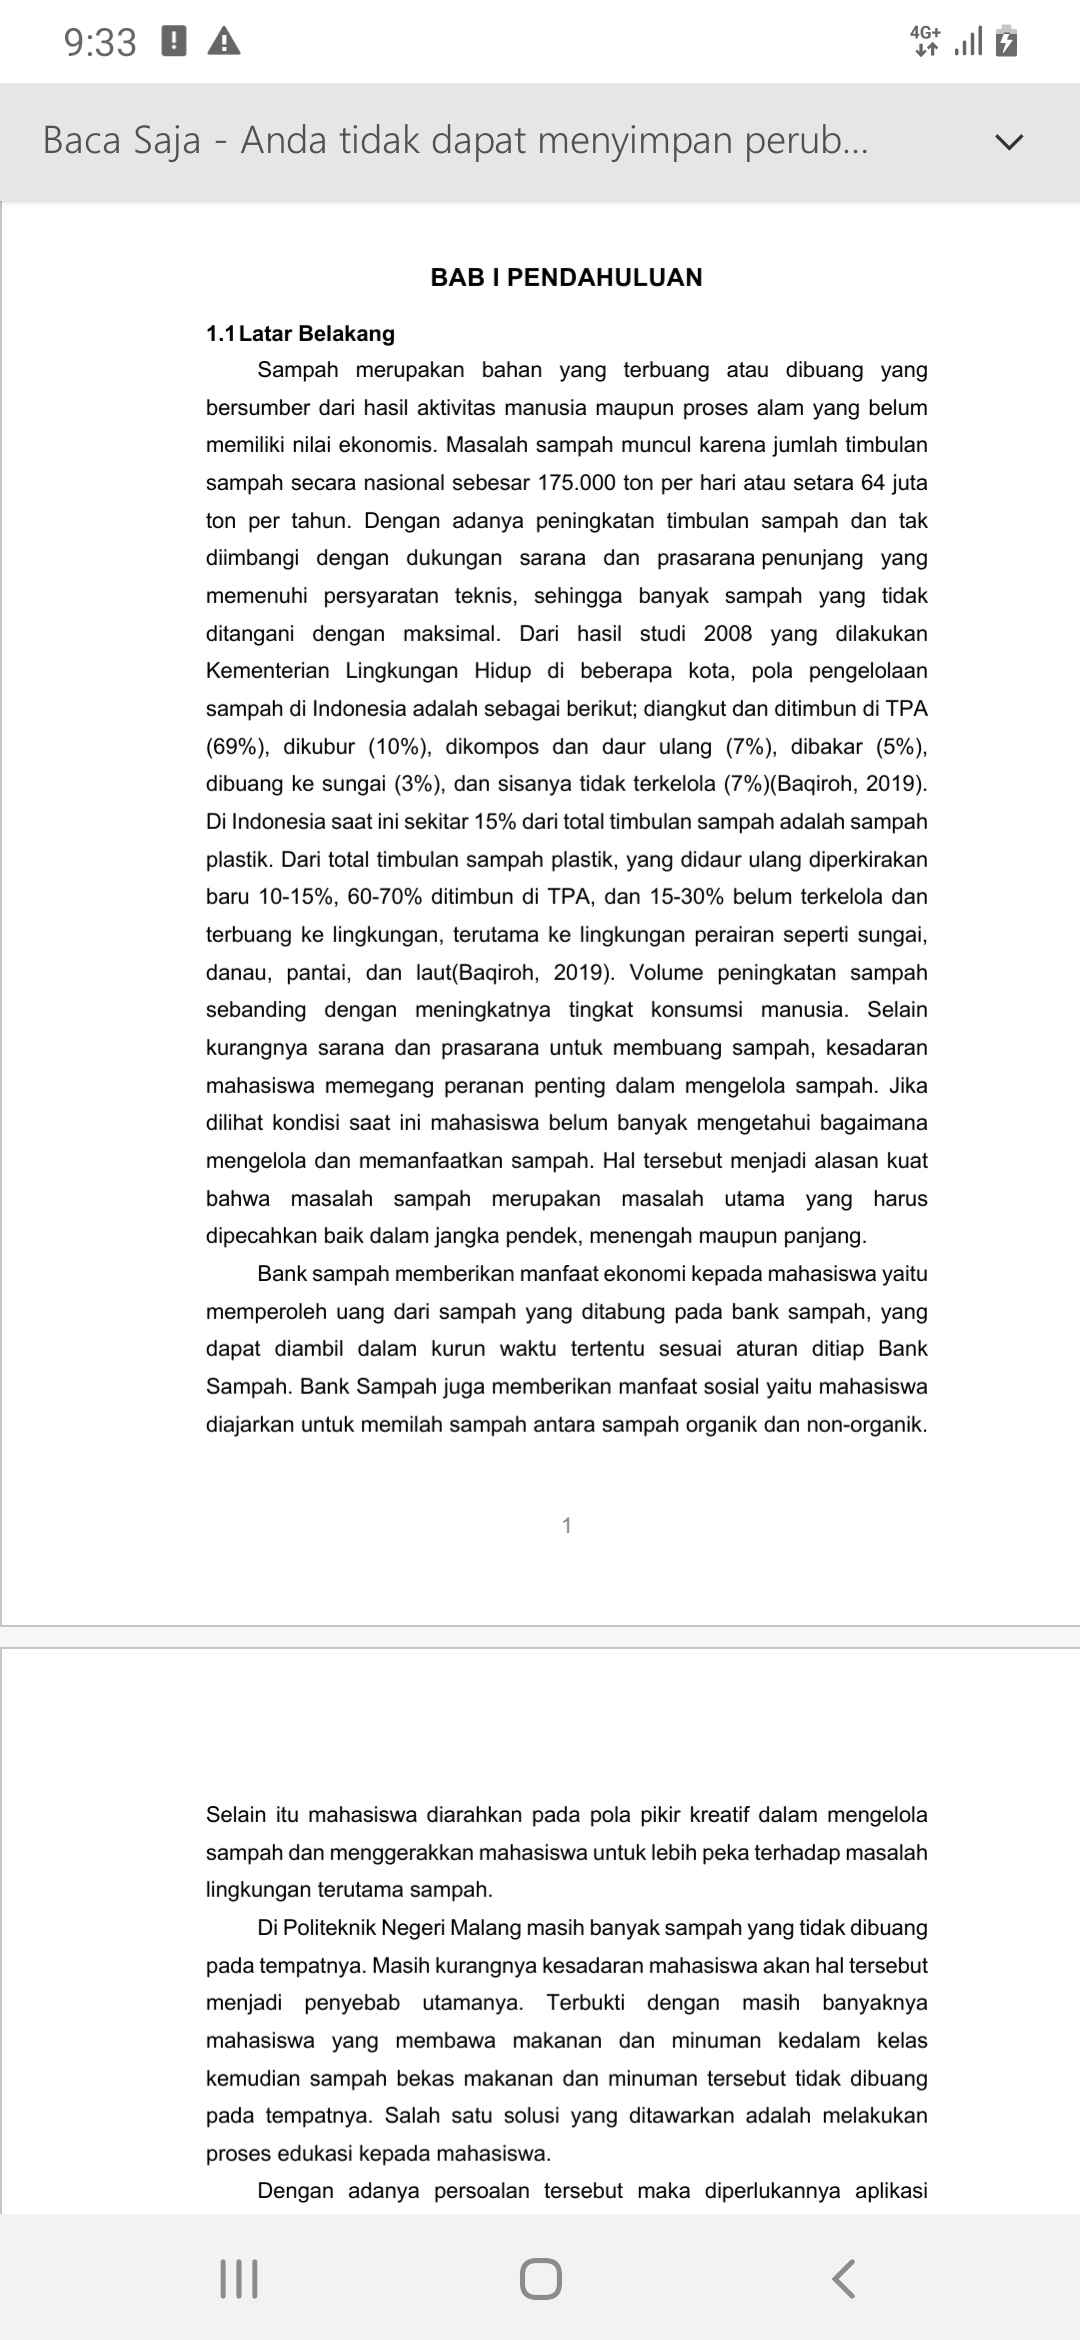 9:33
4G+
Baca Saja - Anda tidak dapat menyimpan perub...
BAB I PENDAHULUAN
1.1 Latar Belakang
Sampah merupakan bahan yang terbuang atau dibuang yang
bersumber dari hasil aktivitas manusia maupun proses alam yang belum
memiliki nilai ekonomis. Masalah sampah muncul karena jumlah timbulan
sampah secara nasional sebesar 175.000 ton per hari atau setara 64 juta
ton per tahun. Dengan adanya peningkatan timbulan sampah dan tak
diimbangi dengan dukungan sarana dan prasarana penunjang yang
memenuhi persyaratan teknis, sehingga banyak sampah yang tidak
ditangani dengan maksimal. Dari hasil studi 2008 yang dilakukan
Kementerian Lingkungan Hidup di beberapa kota, pola pengelolaan
sampah di Indonesia adalah sebagai berikut; diangkut dan ditimbun di TPA
(69%), dikubur (10%), dikompos dan daur ulang (7%), dibakar (5%),
dibuang ke sungai (3%), dan sisanya tidak terkelola (7%)(Baqiroh, 2019).
Di Indonesia saat ini sekitar 15% dari total timbulan sampah adalah sampah
plastik. Dari total timbulan sampah plastik, yang didaur ulang diperkirakan
baru 10-15%, 60-70% ditimbun di TPA, dan 15-30% belum terkelola dan
terbuang ke lingkungan, terutama ke lingkungan perairan seperti sungai,
danau, pantai, dan laut(Baqiroh, 2019). Volume peningkatan sampah
sebanding dengan meningkatnya tingkat konsumsi manusia. Selain
kurangnya sarana dan prasarana untuk membuang sampah, kesadaran
mahasiswa memegang peranan penting dalam mengelola sampah. Jika
dilihat kondisi saat ini mahasiswa belum banyak mengetahui bagaimana
mengelola dan memanfaatkan sampah. Hal tersebut menjadi alasan kuat
bahwa masalah sampah merupakan masalah utama yang harus
dipecahkan baik dalam jangka pendek, menengah maupun panjang.
Bank sampah memberikan manfaat ekonomi kepada mahasiswa yaitu
memperoleh uang dari sampah yang ditabung pada bank sampah, yang
dapat diambil dalam kurun waktu tertentu sesuai aturan ditiap Bank
Sampah. Bank Sampah juga memberikan manfaat sosial yaitu mahasiswa
diajarkan untuk memilah sampah antara sampah organik dan non-organik.
1
Selain itu mahasiswa diarahkan pada pola pikir kreatif dalam mengelola
sampah dan menggerakkan mahasiswa untuk lebih peka terhadap masalah
lingkungan terutama sampah.
Di Politeknik Negeri Malang masih banyak sampah yang tidak dibuang
pada tempatnya. Masih kurangnya kesadaran mahasiswa akan hal tersebut
menjadi penyebab utamanya. Terbukti dengan masih banyaknya
mahasiswa yang membawa makanan dan minuman kedalam kelas
kemudian sampah bekas makanan dan minuman tersebut tidak dibuang
pada tempatnya. Salah satu solusi yang ditawarkan adalah melakukan
proses edukasi kepada mahasiswa.
Dengan adanya persoalan tersebut maka diperlukannya aplikasi